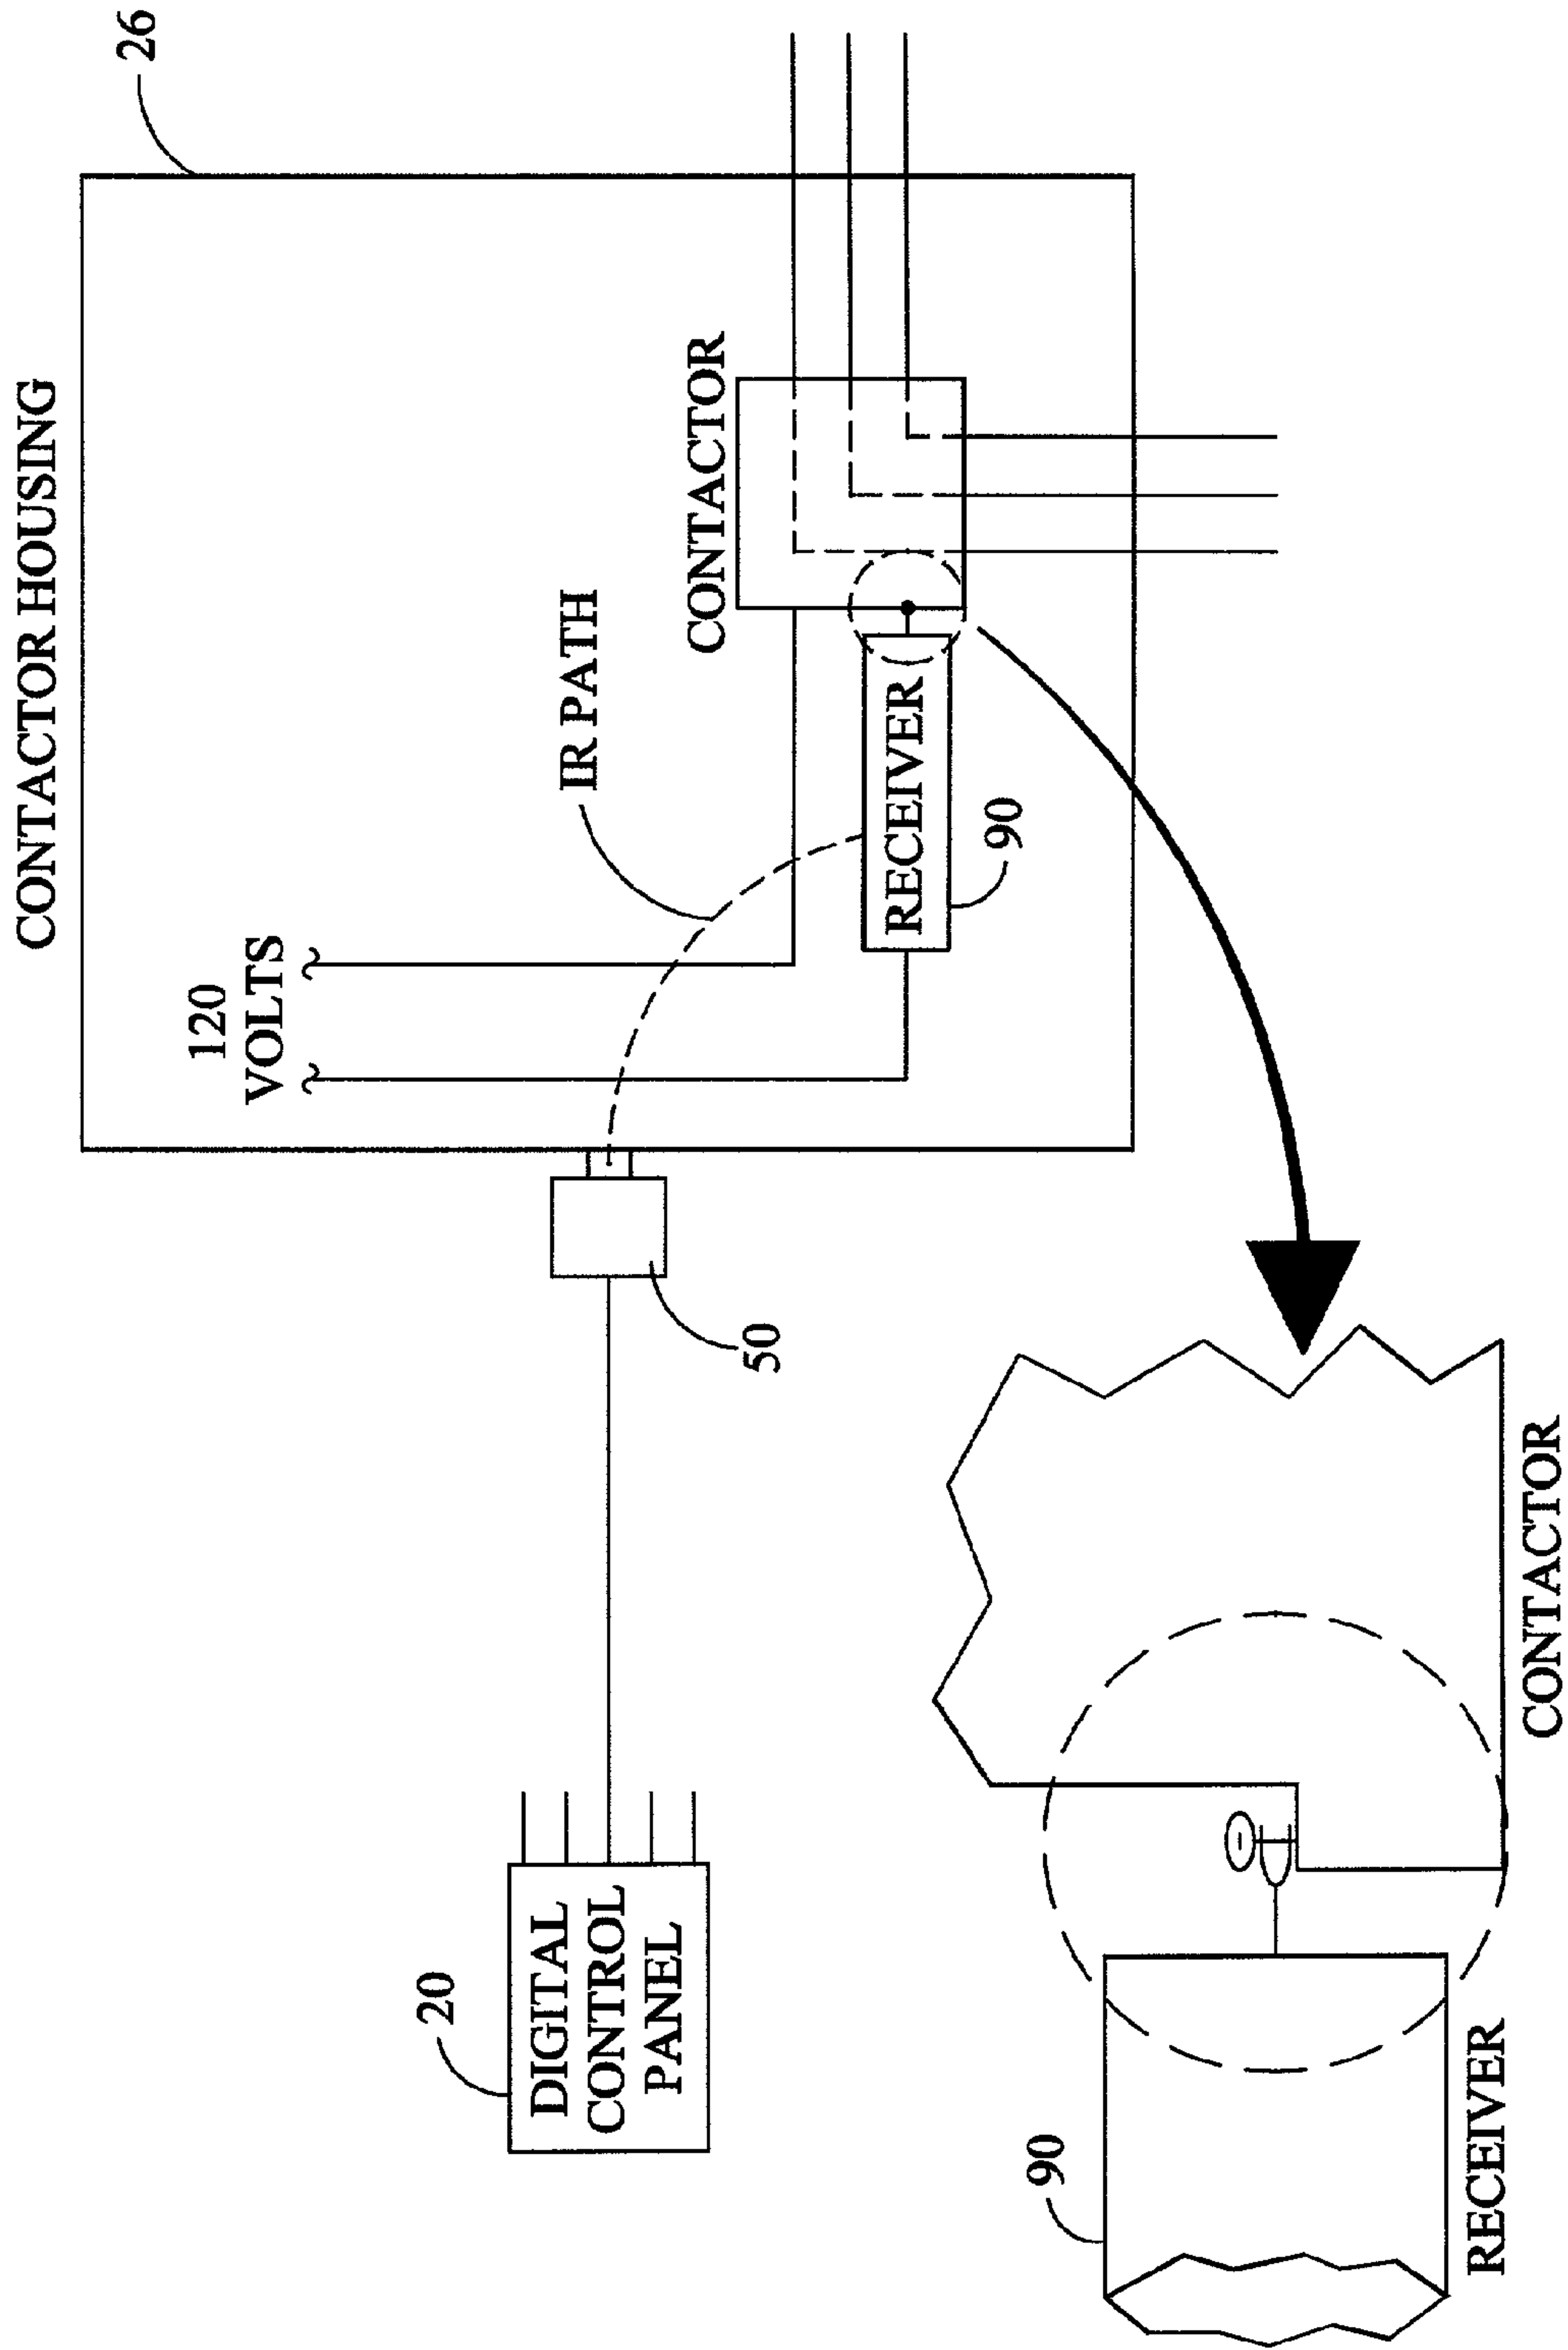 CONTACTOR HOUSING
26
120
VOLTS
IR PATH
CONTACTOR
RECEIVER
90
50
20
DIGITAL
CONTROL
PANEL
90
RECEIVER
CONTACTOR